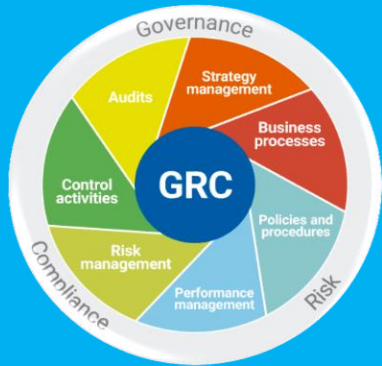 Governance
Strategy
management
Business
processes
Policies and
procedures
Risk
Performance
management
Risk
management
Compliance
Control
activities
Audits
GRC